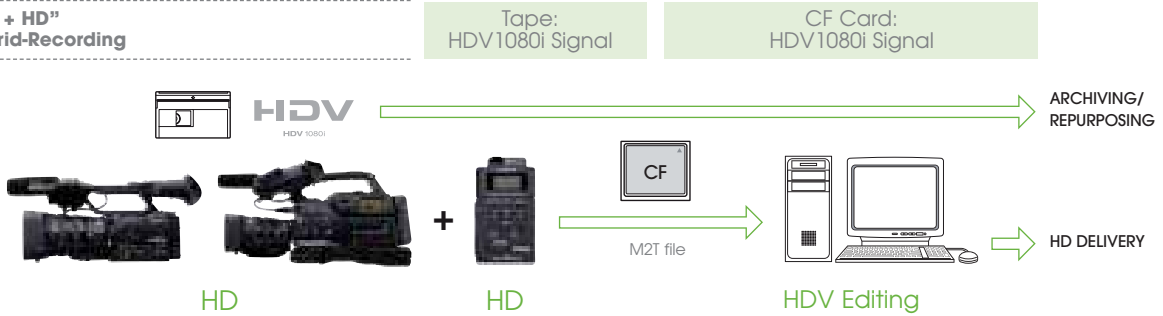 + HD”
rid-Recording
Tape:
HDV1080i Signal
CF Card:
HDV1080i Signal
HDV
HDV 1080i
ARCHIVING/
REPURPOSING
CF
+
M2T file
HD DELIVERY
HD
HD
HDV Editing